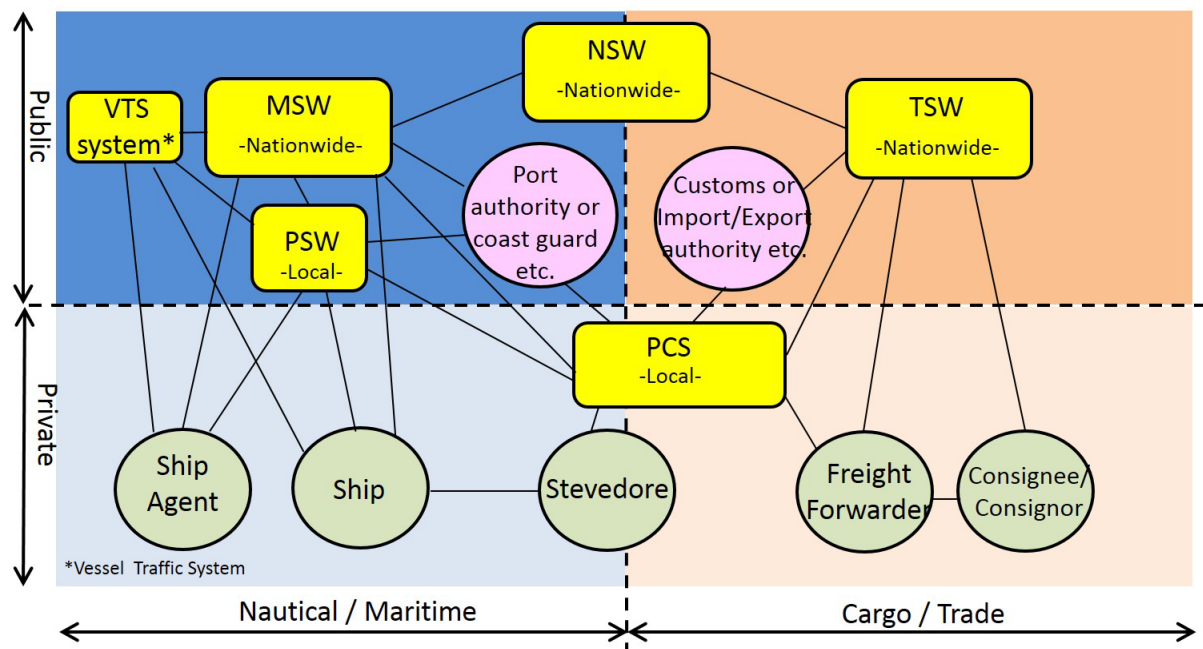 NSW
-Nationwide-
Public
VTS
system*
MSW
-Nationwide-
TSW
-Nationwide-
Port
authority or
coast guard
etc.
Customs or
Import/Export
authority etc.
PSW
-Local-
PCS
-Local-
Private
Ship
Agent
Ship
Stevedore
Freight
Forwarder
Consignee/
Consignor
*Vessel Traffic System
Nautical / Maritime
Cargo / Trade